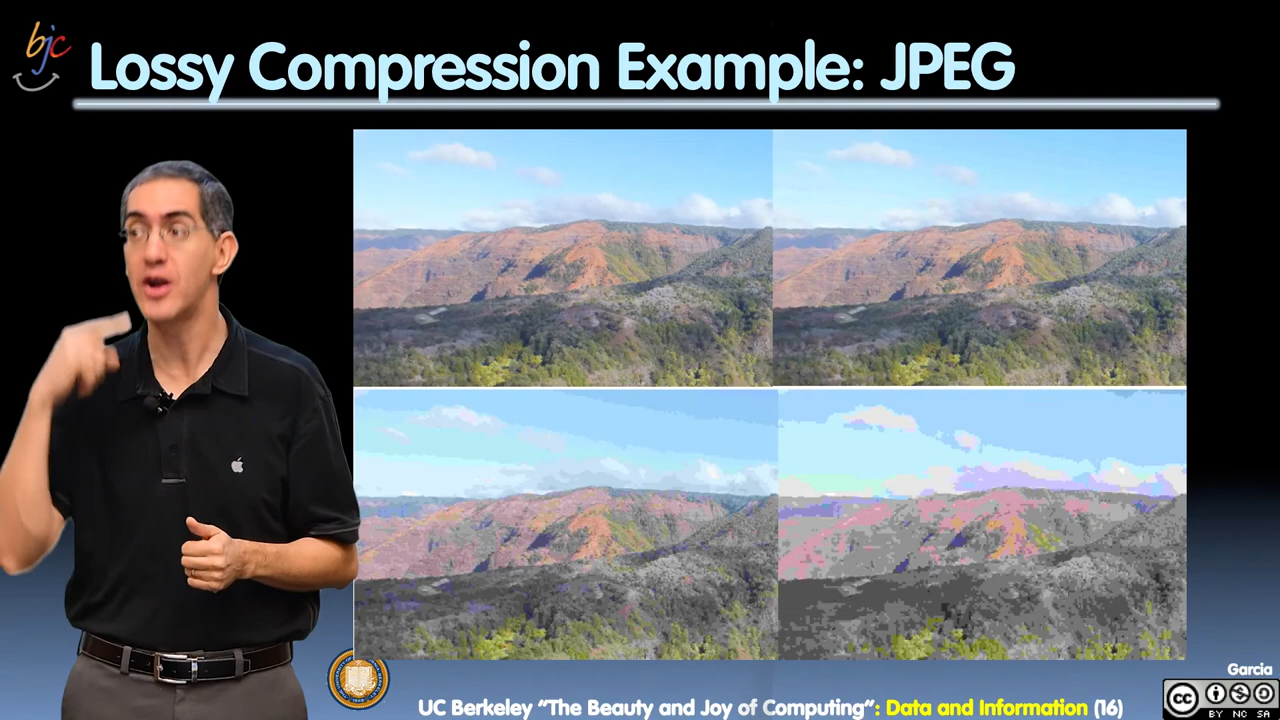 bjc
Lossy Compression Example: JPEG
Garcia
UC Berkeley “The Beauty and Joy of Computing”: Data and Information (16)
cc
BY NC SA